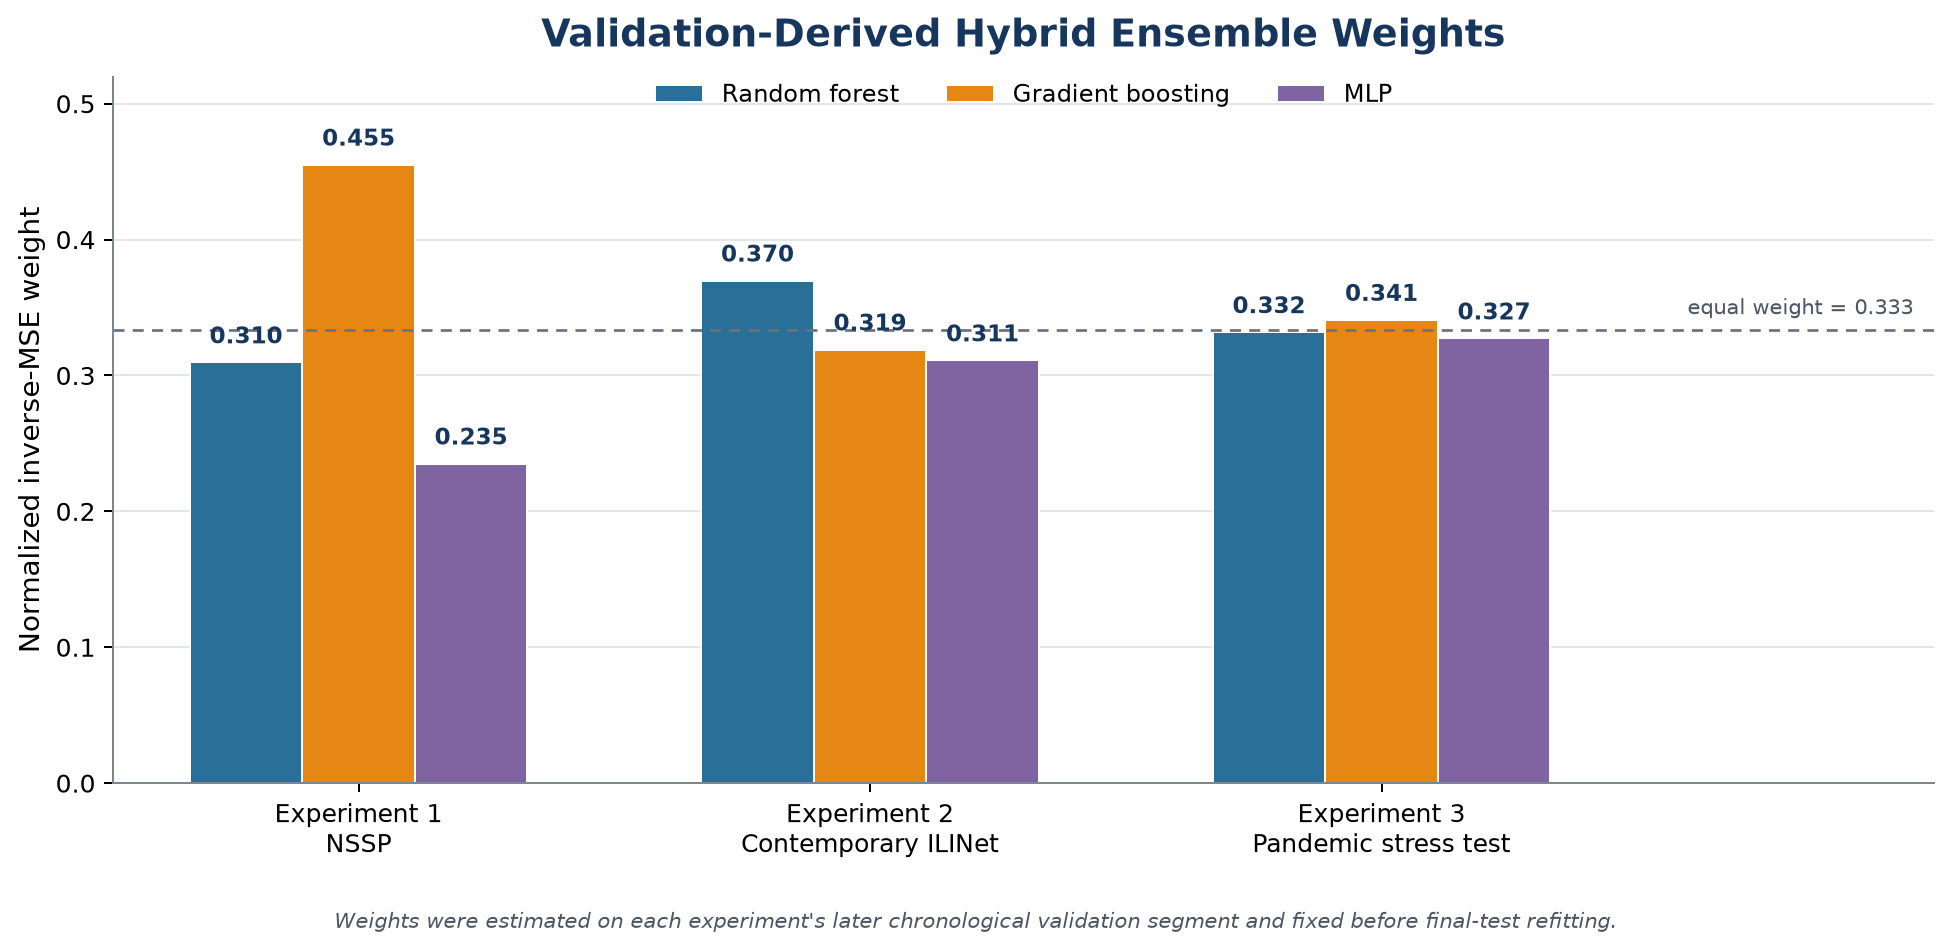 Validation-Derived Hybrid Ensemble Weights
Random forest
Gradient boosting
MLP
Normalized inverse-MSE weight
0.5
0.4
0.3
0.2
0.1
0.0
0.310
0.455
0.235
0.370
0.319
0.311
0.332
0.341
0.327
equal weight = 0.333
Experiment 1
NSSP
Experiment 2
Contemporary ILINet
Experiment 3
Pandemic stress test
Weights were estimated on each experiment's later chronological validation segment and fixed before final-test refitting.